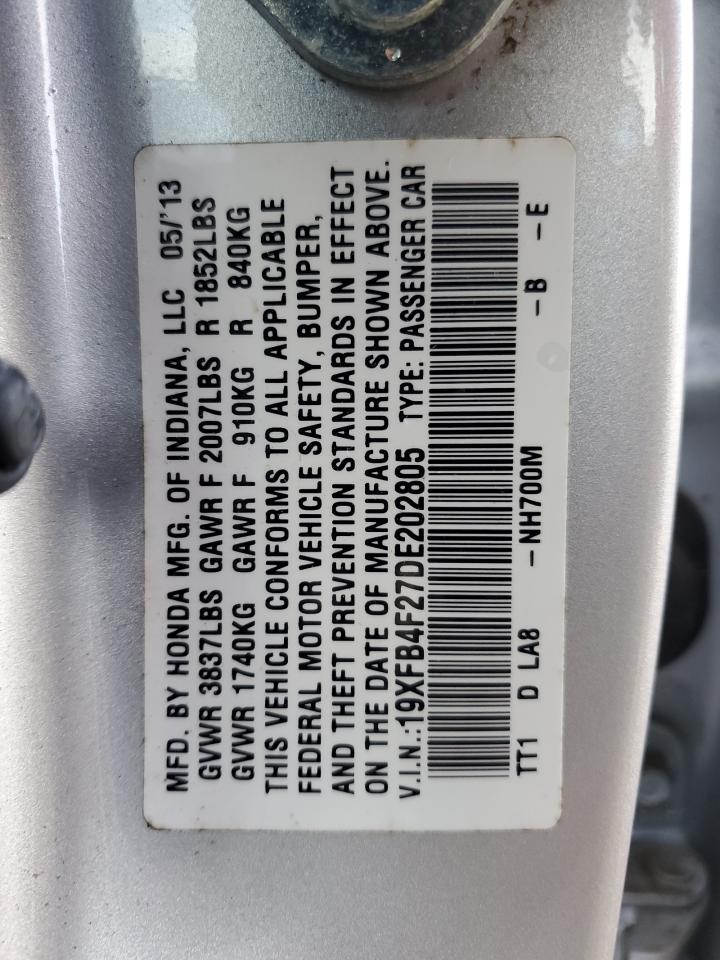 MFD. BY HONDA MFG. OF INDIANA, LLC 05/'13
GVWR 3837LBS GAWR F 2007LBS R 1852LBS
GVWR 1740KG GAWR F 910KG R 840KG
THIS VEHICLE CONFORMS TO ALL APPLICABLE
FEDERAL MOTOR VEHICLE SAFETY, BUMPER,
AND THEFT PREVENTION STANDARDS IN EFFECT
ON THE DATE OF MANUFACTURE SHOWN ABOVE.
V.I.N.:19XFB4F27DE202805 TYPE: PASSENGER CAR
TT1 D LA8 -NH700M -B -E